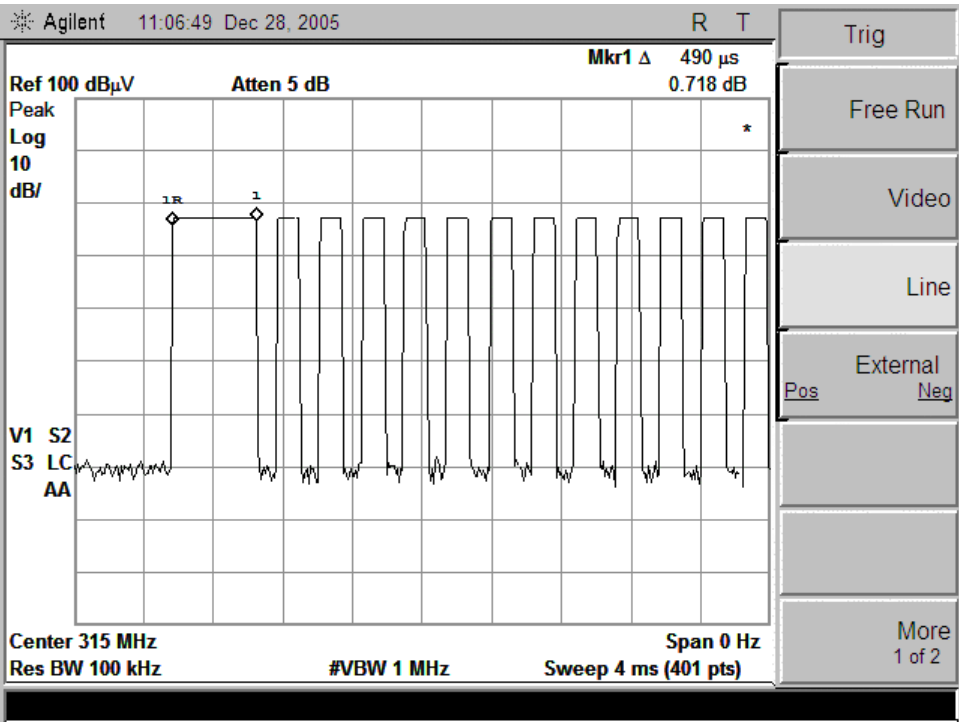 Agilent 11:06:49 Dec 28, 2005 R T
Mkr1 Δ 490 μs
Ref 100 dBμV Atten 5 dB 0.718 dB
Peak
Log
10
dB/
*
1R
1
V1 S2
S3 LC
AA
Center 315 MHz Span 0 Hz
Res BW 100 kHz #VBW 1 MHz Sweep 4 ms (401 pts)
Trig
Free Run
Video
Line
External
Pos Neg
More
1 of 2